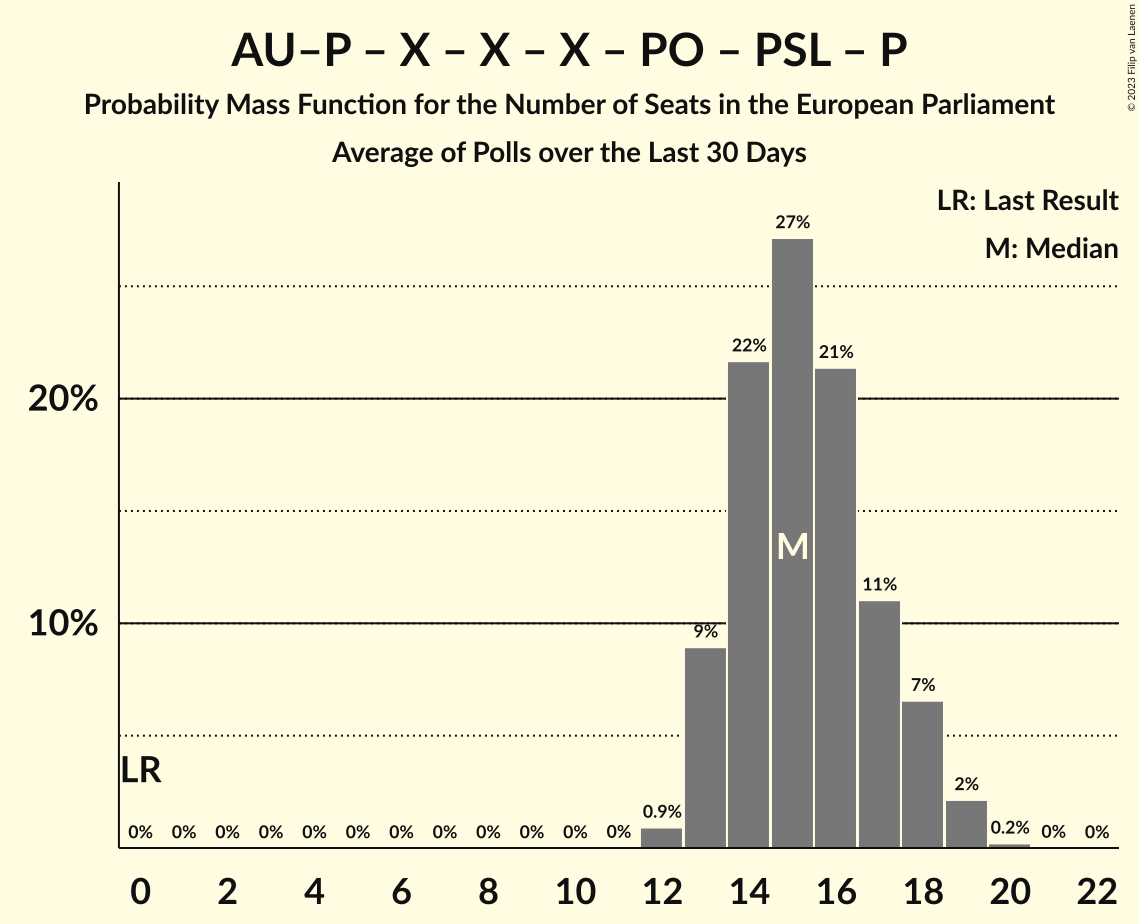 AU–P – X – X – X – PO – PSL – P
Probability Mass Function for the Number of Seats in the European Parliament
Average of Polls over the Last 30 Days
© 2023 Filip van Laenen
LR: Last Result
M: Median
27%
22%
21%
20%
M
11%
10%
9%
7%
LR
2%
0% 0% 0% 0% 0% 0% 0% 0% 0% 0% 0% 0% 0.9% 0.2% 0% 0%
0 2 4 6 8 10 12 14 16 18 20 22